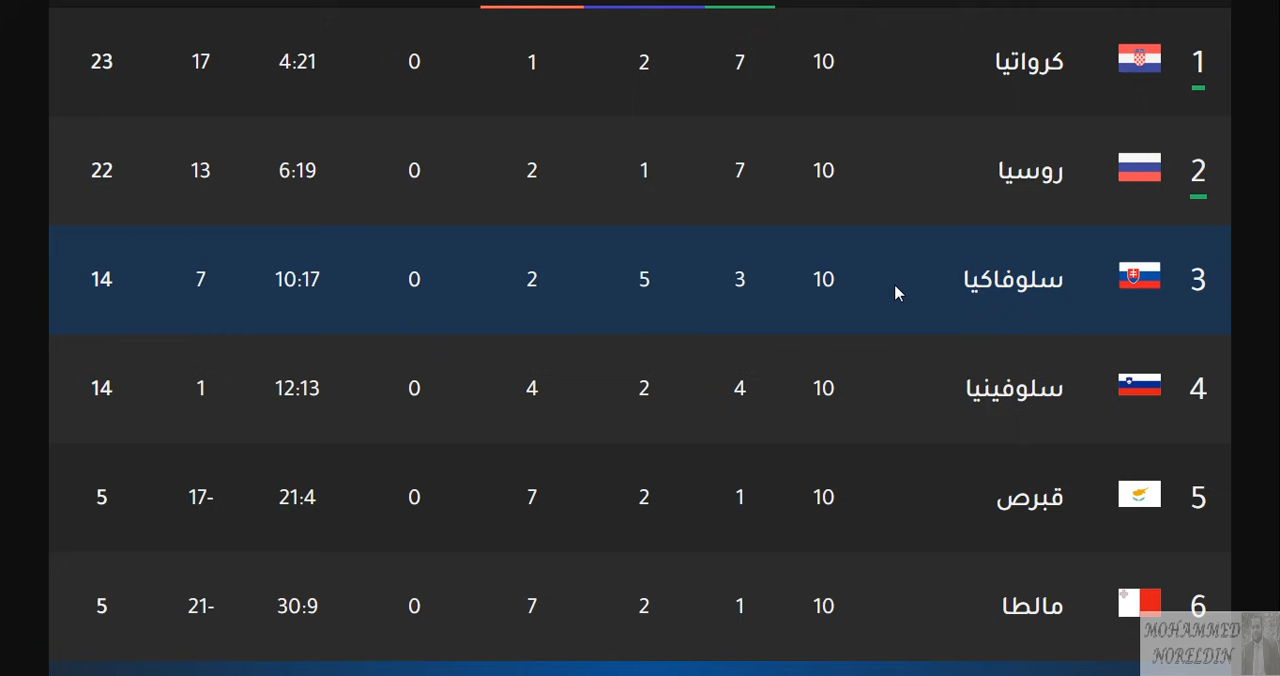 1 كرواتيا 10 7 2 1 0 4:21 17 23
2 روسيا 10 7 1 2 0 6:19 13 22
3 سلوفاكيا 10 3 5 2 0 10:17 7 14
4 سلوفينيا 10 4 2 4 0 12:13 1 14
5 قبرص 10 1 2 7 0 21:4 17- 5
6 مالطا 10 1 2 7 0 30:9 21- 5
MOHAMMED
NORELDIN